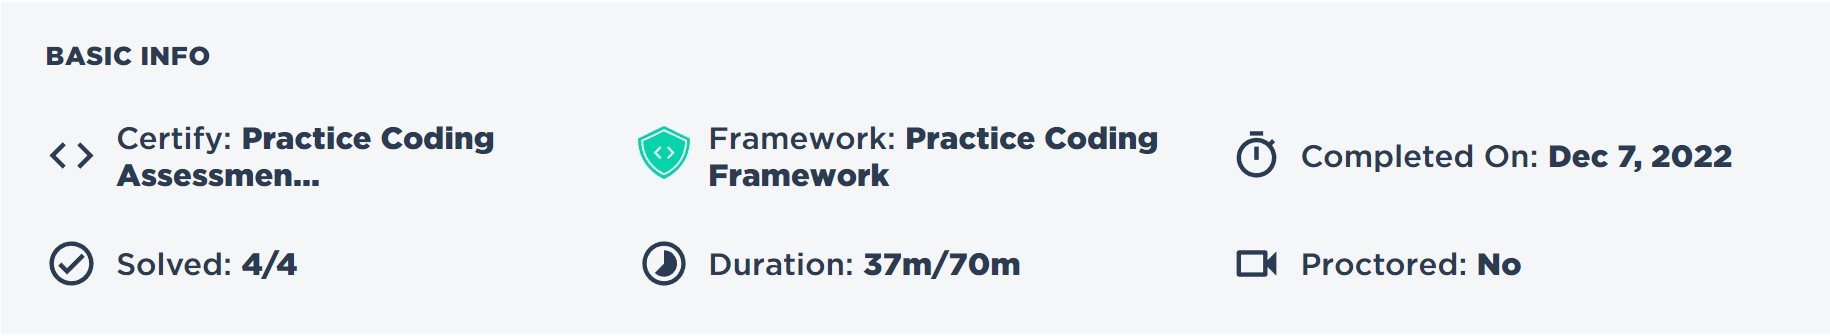 BASIC INFO
Certify: Practice Coding
Assessmen...
Framework: Practice Coding
Framework
Completed On: Dec 7, 2022
Solved: 4/4
Duration: 37m/70m
Proctored: No